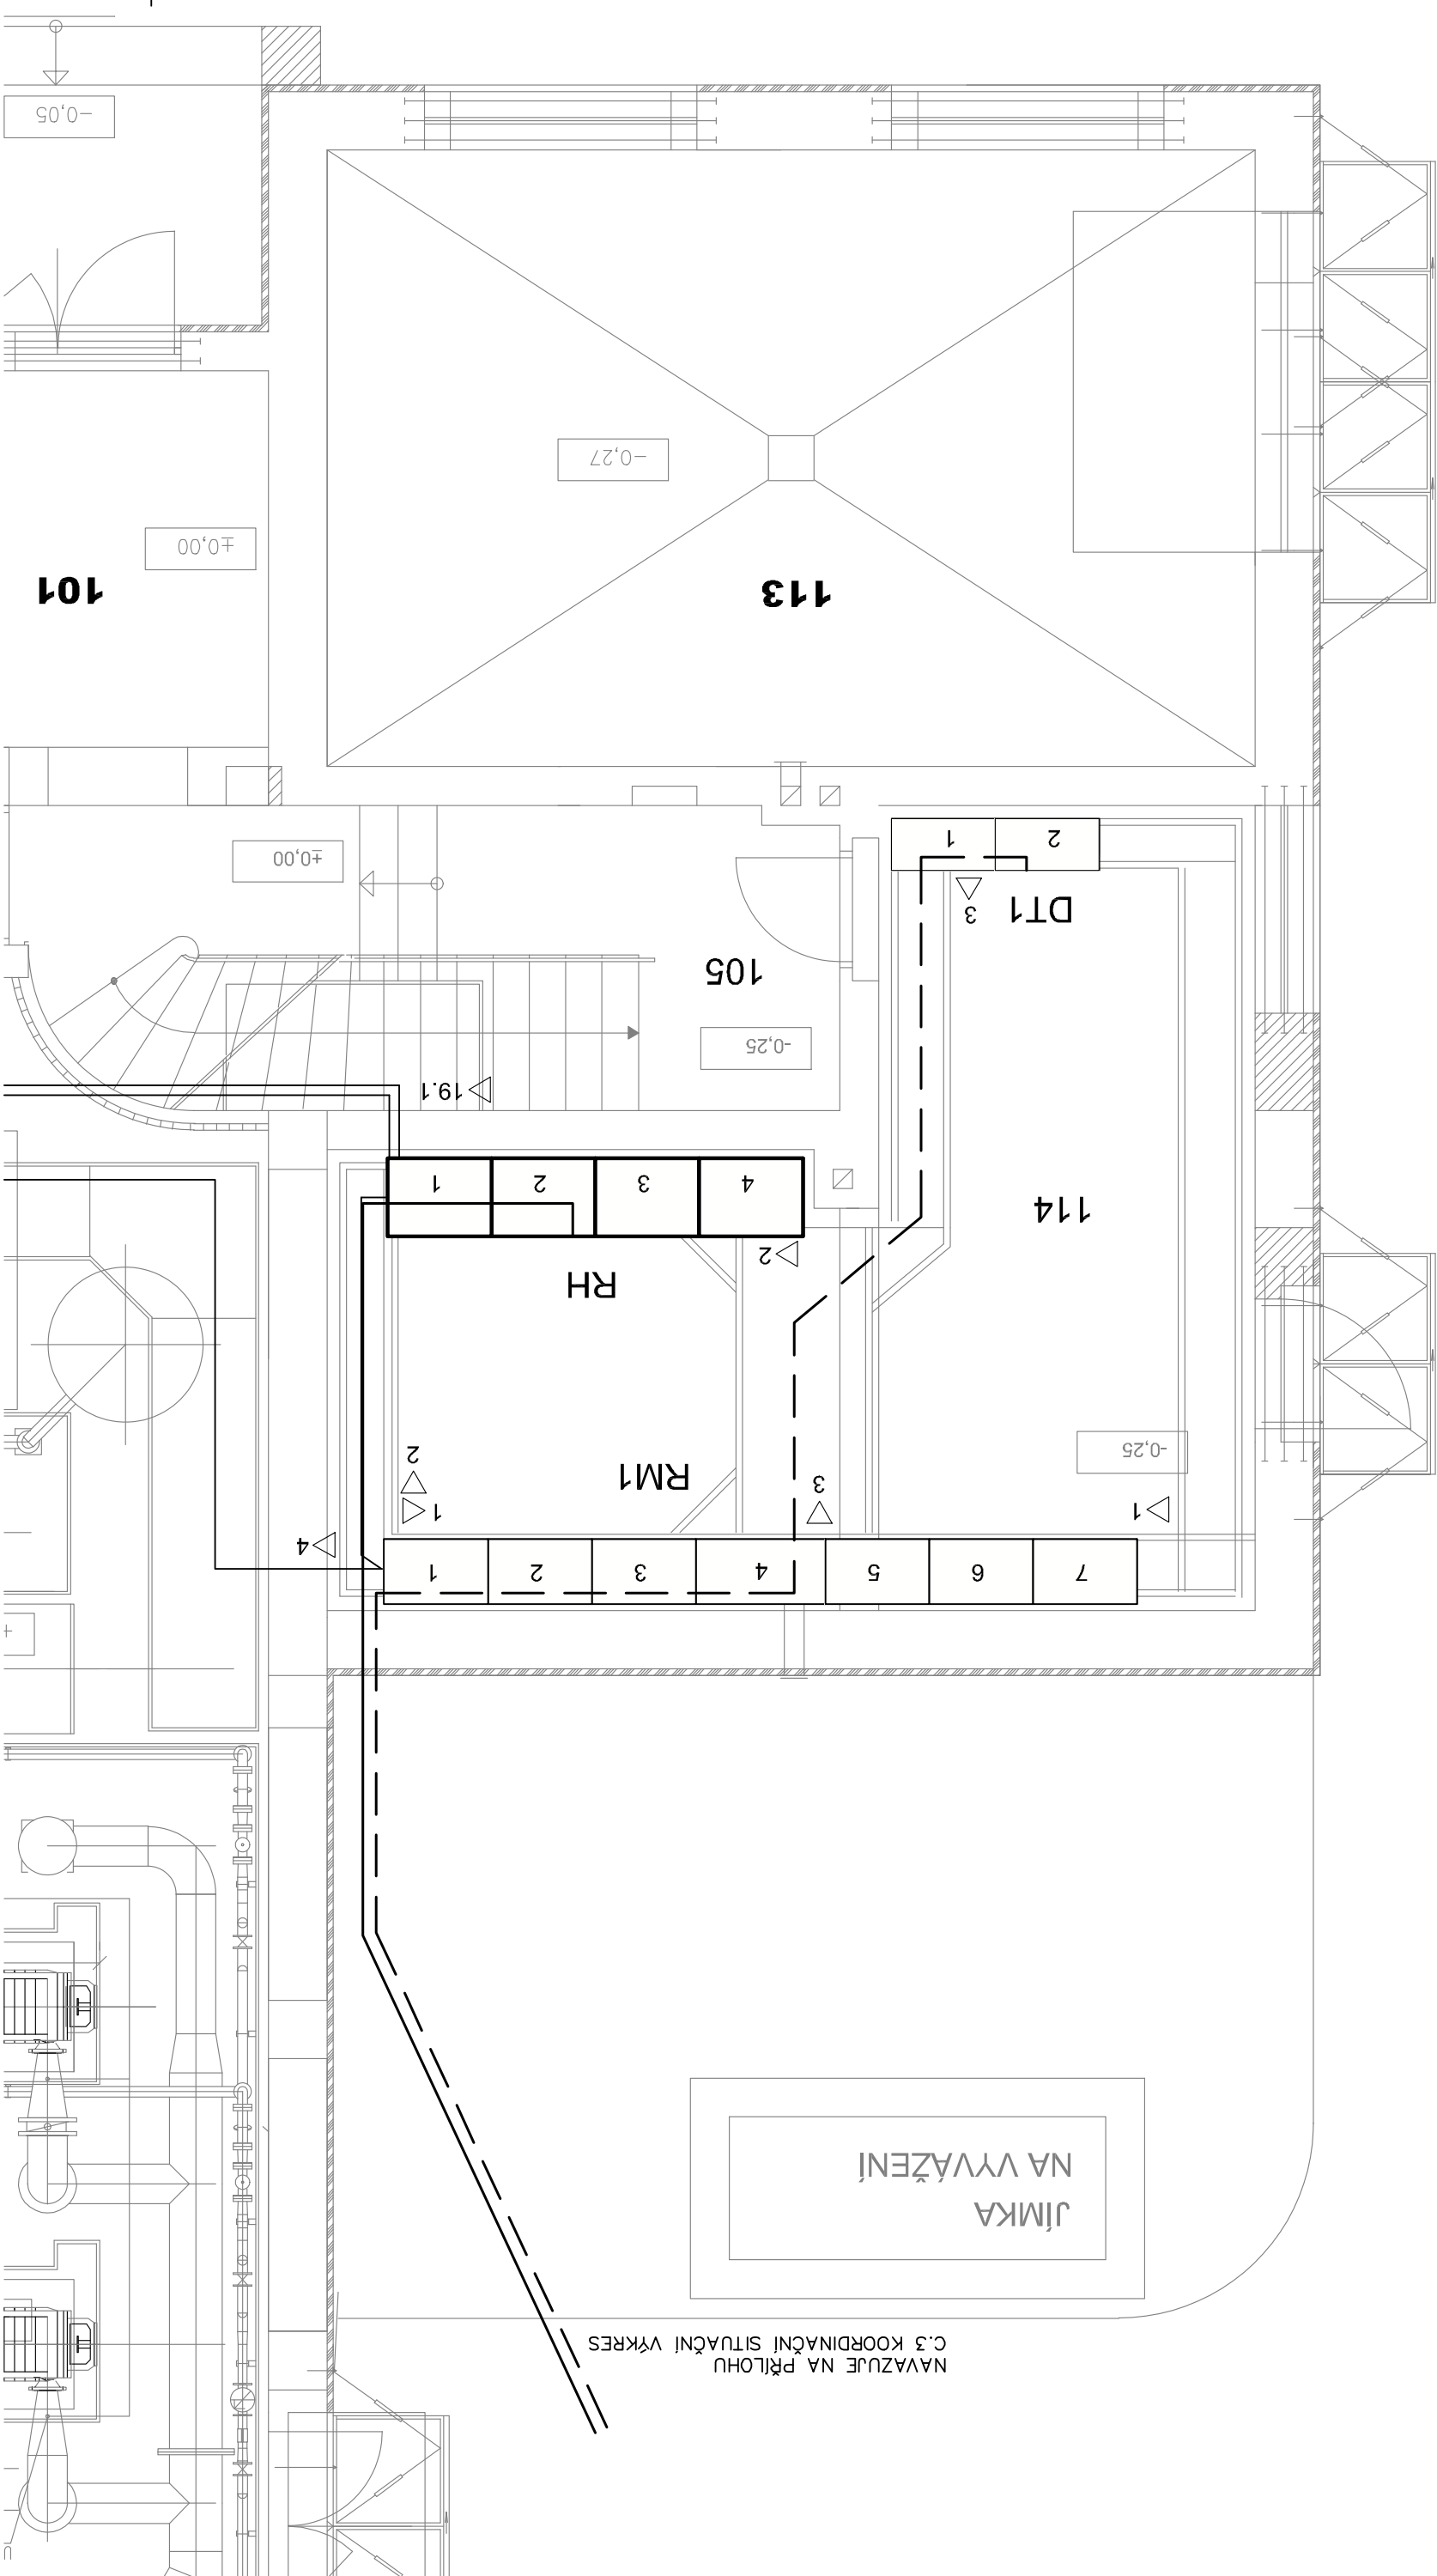 NAVAZUJE NA PŘÍLOHU
C.3 KOORDINAČNÍ SITUAČNÍ VÝKRES
JÍMKA
NA VYVÁŽENÍ
7 6 5 4 3 2 1
4
1
1
3
RM1
2
-0,25
RH
2
114
4 3 2 1
19.1
-0,25
105
3
DT1
±0,00
2 1
113
101
±0,00
-0,27
-0,05